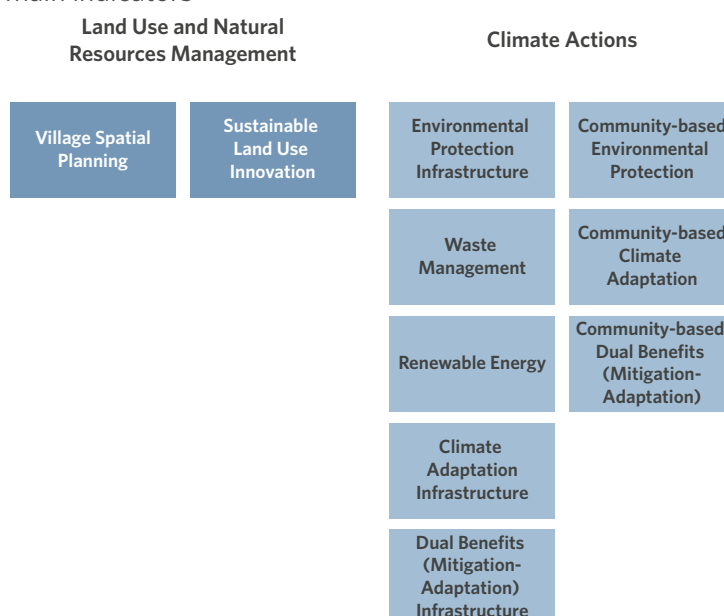 main indicators
Land Use and Natural
Resources Management
Climate Actions
Village Spatial
Planning
Sustainable
Land Use
Innovation
Environmental
Protection
Infrastructure
Community-based
Environmental
Protection
Waste
Management
Community-based
Climate
Adaptation
Renewable Energy
Community-based
Dual Benefits
(Mitigation-
Adaptation)
Climate
Adaptation
Infrastructure
Dual Benefits
(Mitigation-
Adaptation)
Infrastructure